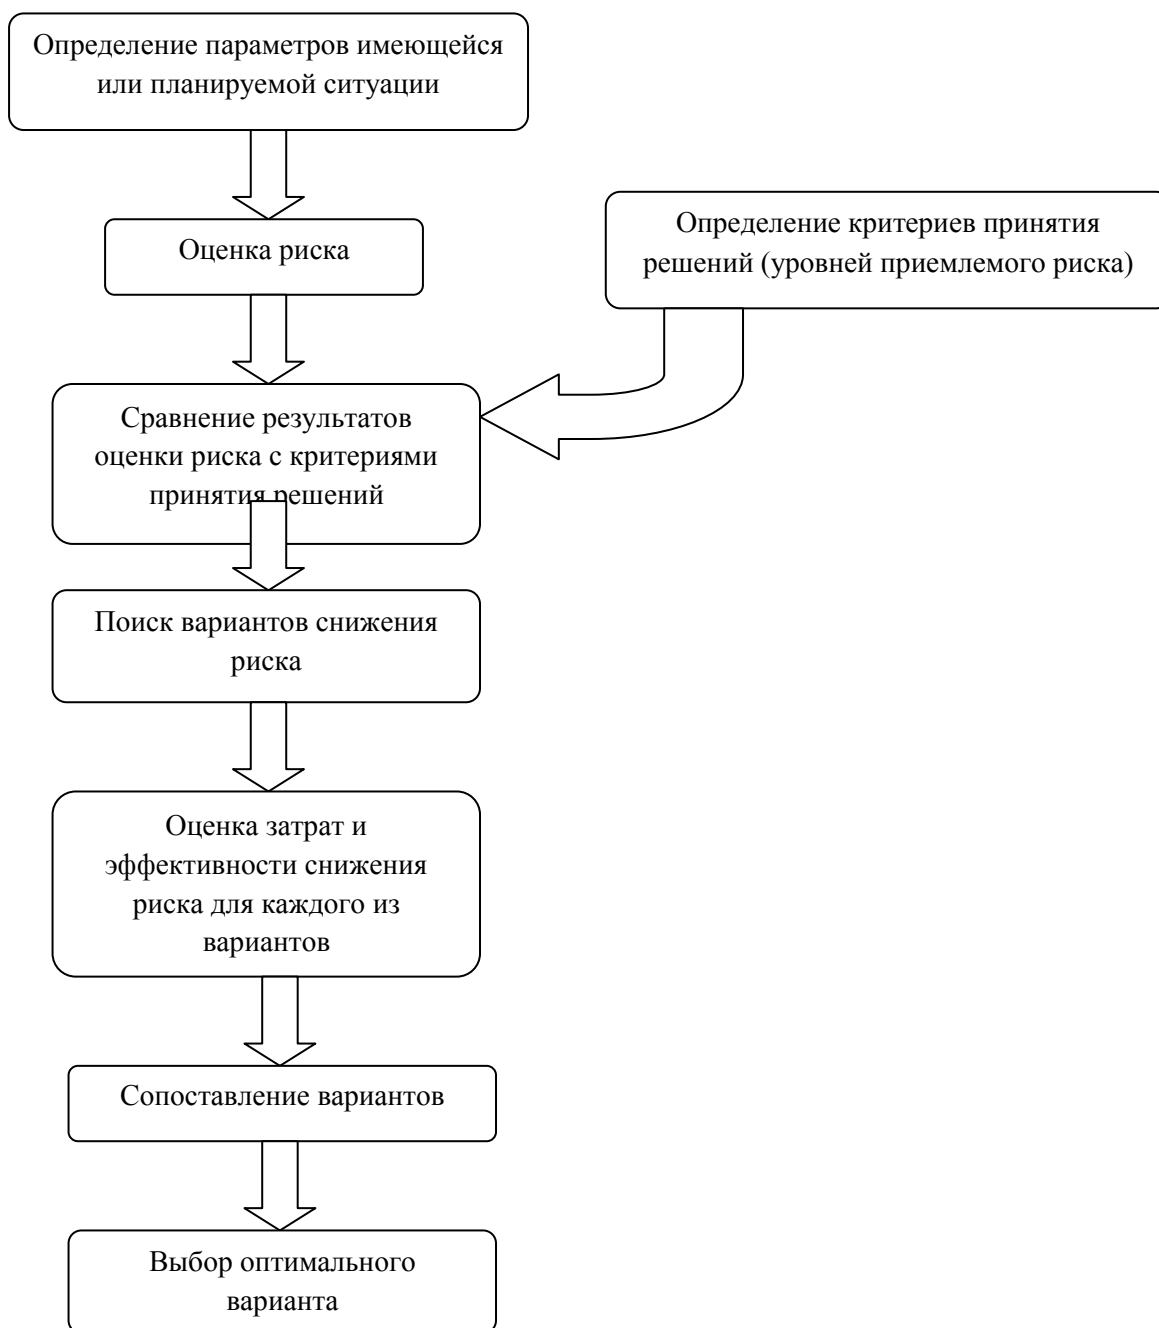 Определение параметров имеющейся
или планируемой ситуации
Оценка риска
Определение критериев принятия
решений (уровней приемлемого риска)
Сравнение результатов
оценки риска с критериями
принятия решений
Поиск вариантов снижения
риска
Оценка затрат и
эффективности снижения
риска для каждого из
вариантов
Сопоставление вариантов
Выбор оптимального
варианта